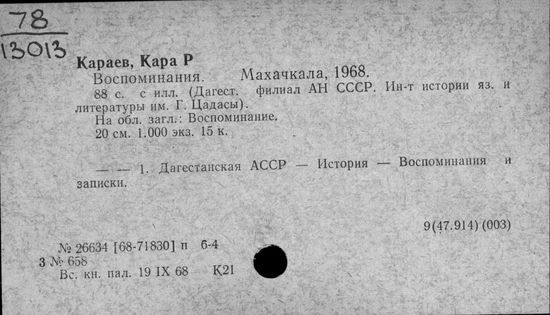 78
13013
Караев, Кара Р
Воспоминания. Махачкала, 1968.
88 с. с илл. (Дагест. филиал АН СССР. Ин-т истории яз. и
литературы им. Г. Цадасы).
На обл. загл.: Воспоминание.
20 см. 1.000 экз. 15 к.
— — 1. Дагестанская АССР — История — Воспоминания и
записки.
9(47.914) (003)
№ 26634 [68-71830] п 6-4
3 № 658
Вс. кн. пал. 19 IX 68 К21